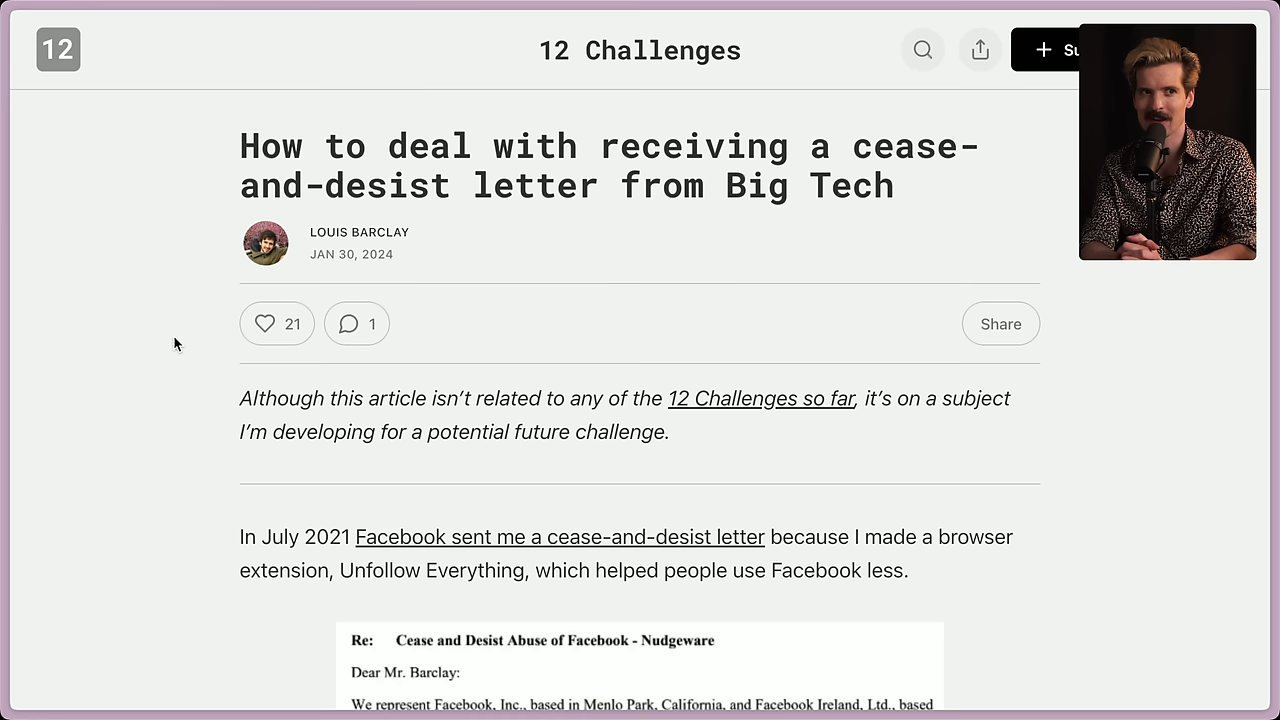 12
12 Challenges
How to deal with receiving a cease-
and-desist letter from Big Tech
LOUIS BARCLAY
JAN 30, 2024
21
1
Share
Although this article isn’t related to any of the 12 Challenges so far, it’s on a subject
I’m developing for a potential future challenge.
In July 2021 Facebook sent me a cease-and-desist letter because I made a browser
extension, Unfollow Everything, which helped people use Facebook less.
Re: Cease and Desist Abuse of Facebook - Nudgeware
Dear Mr. Barclay:
We represent Facebook, Inc., based in Menlo Park, California, and Facebook Ireland, Ltd., based